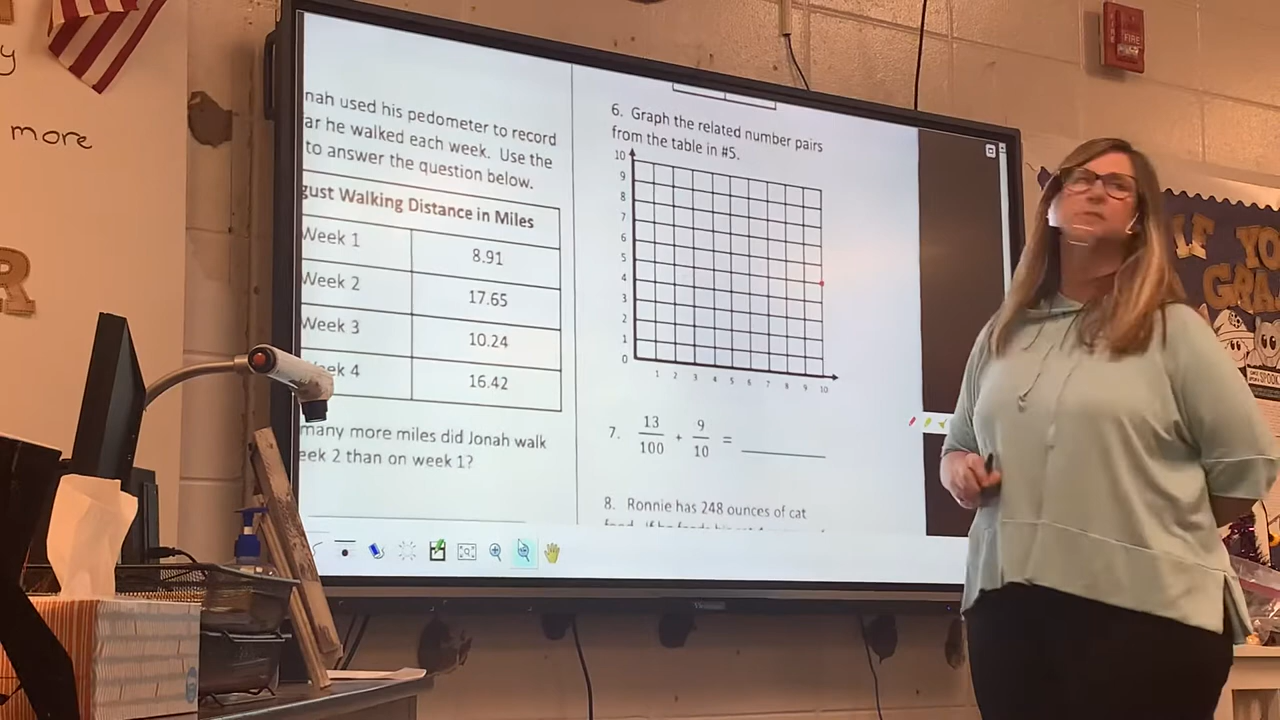 y
more
R
nah used his pedometer to record
ar he walked each week. Use the
to answer the question below.
gust Walking Distance in Miles
Week 1 8.91
Week 2 17.65
Week 3 10.24
eek 4 16.42
many more miles did Jonah walk
eek 2 than on week 1?
6. Graph the related number pairs
from the table in #5.
10
9
8
7
6
5
4
3
2
1
0
1 2 3 4 5 6 7 8 9 10
7. 13/100 + 9/10 =
8. Ronnie has 248 ounces of cat
FIRE
IF YO
GRA